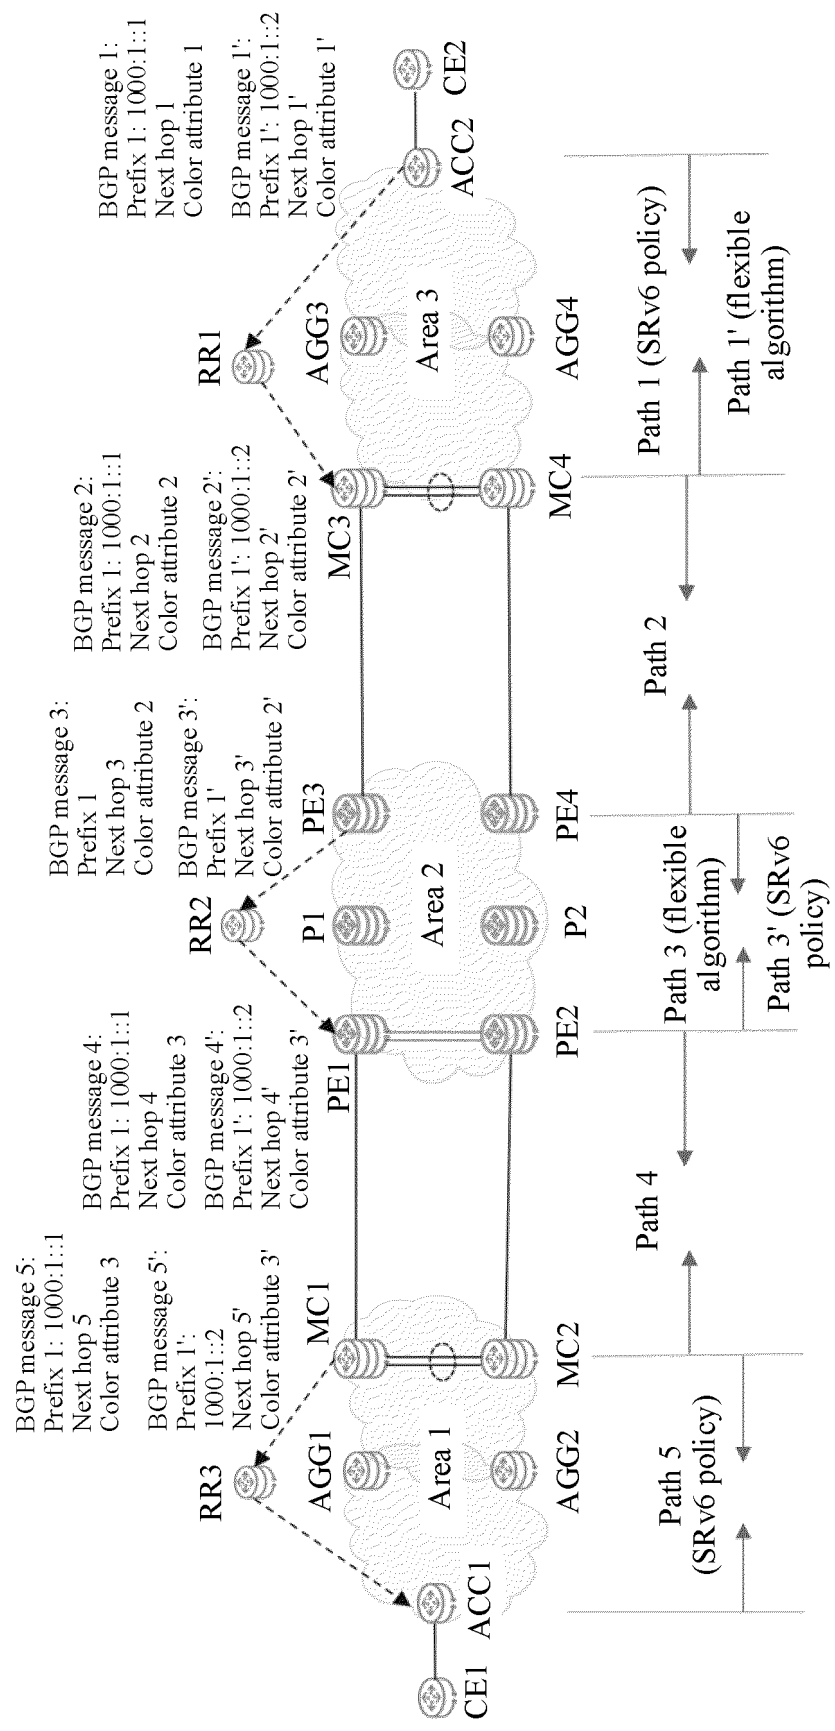 BGP message 5:
Prefix 1: 1000:1::1
Next hop 5
Color attribute 3
BGP message 5':
Prefix 1':
1000:1::2
Next hop 5'
Color attribute 3'
BGP message 4:
Prefix 1: 1000:1::1
Next hop 4
Color attribute 3
BGP message 4':
Prefix 1': 1000:1::2
Next hop 4'
Color attribute 3'
BGP message 3:
Prefix 1
Next hop 3
Color attribute 2
BGP message 3':
Prefix 1'
Next hop 3'
Color attribute 2'
BGP message 2:
Prefix 1: 1000:1::1
Next hop 2
Color attribute 2
BGP message 2':
Prefix 1': 1000:1::2
Next hop 2'
Color attribute 2'
BGP message 1:
Prefix 1: 1000:1::1
Next hop 1
Color attribute 1
BGP message 1':
Prefix 1': 1000:1::2
Next hop 1'
Color attribute 1'
RR3
RR2
RR1
AGG1
MC1
PE1
P1
PE3
MC3
AGG3
CE1
ACC1
Area 1
Area 2
Area 3
ACC2
CE2
AGG2
MC2
PE2
P2
PE4
MC4
AGG4
Path 5
(SRv6 policy)
Path 4
Path 3 (flexible
algorithm)
Path 3' (SRv6
policy)
Path 2
Path 1 (SRv6 policy)
Path 1' (flexible
algorithm)